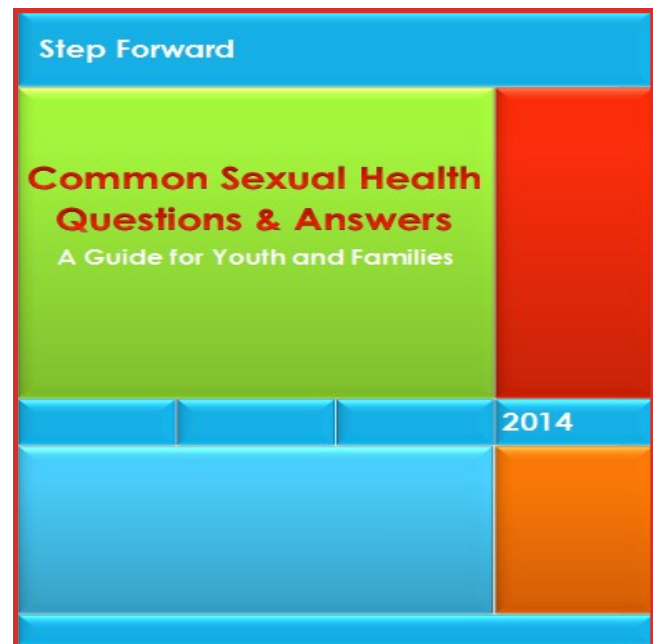 Step Forward
Common Sexual Health
Questions & Answers
A Guide for Youth and Families
2014